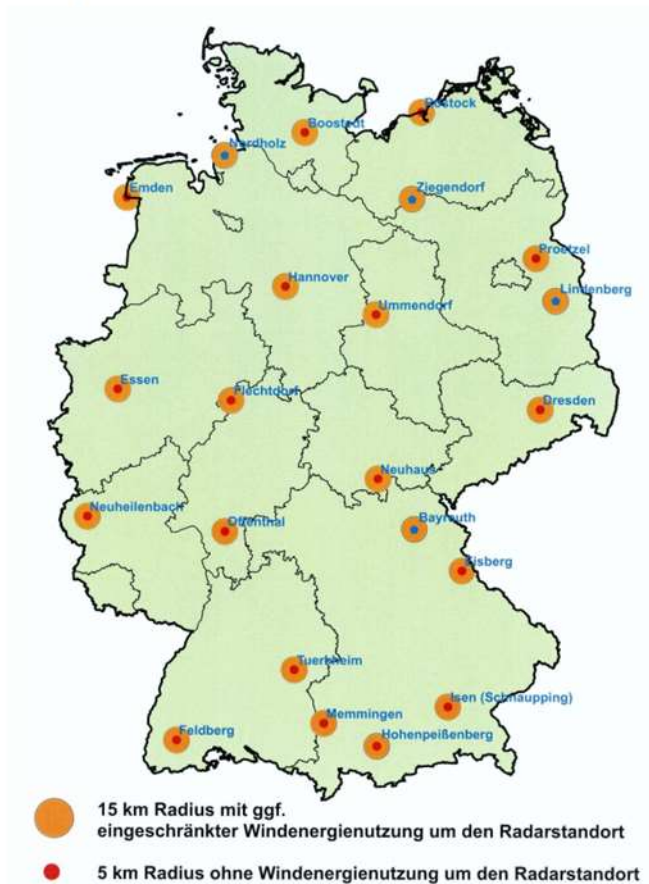 Rostock
Boostedt
Nordholz
Emden
Ziegendorf
Proetzel
Hannover
Lindenberg
Ummendorf
Essen
Flechtdorf
Dresden
Neuhaus
Neuheilenbach
Offenthal
Bayreuth
Eisberg
Tuerkheim
Isen (Schnaupping)
Memmingen
Feldberg
Hohenpeißenberg
15 km Radius mit ggf.
eingeschränkter Windenergienutzung um den Radarstandort
5 km Radius ohne Windenergienutzung um den Radarstandort